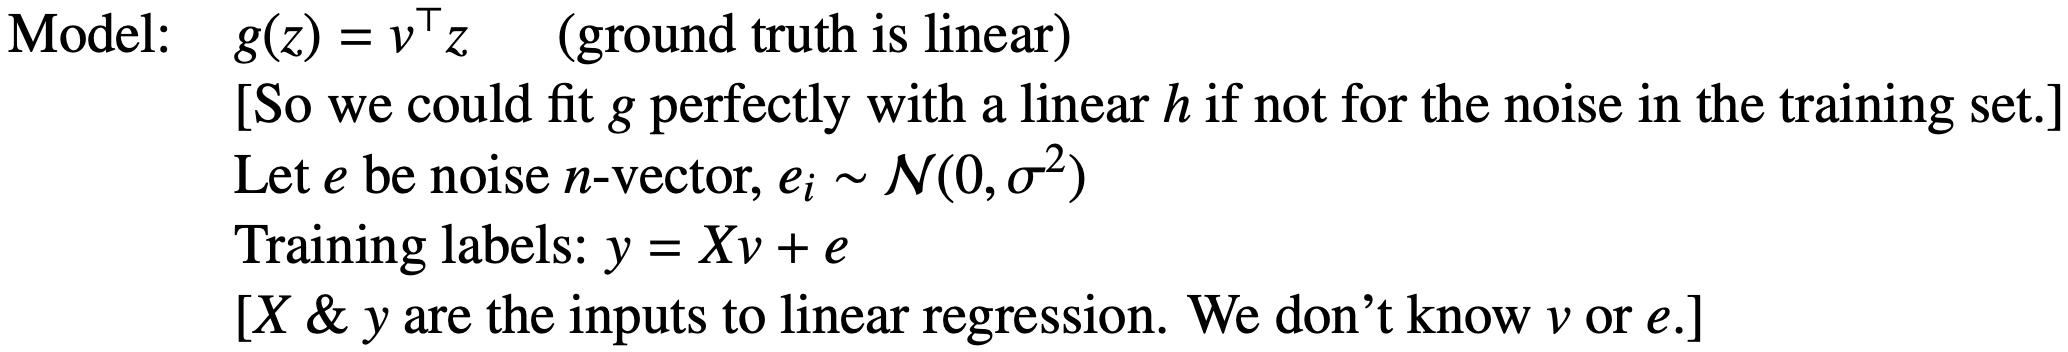 Model: g(z) = v⊤z (ground truth is linear)
[So we could fit g perfectly with a linear h if not for the noise in the training set.]
Let e be noise n-vector, eᵢ ∼ 𝒩(0, σ²)
Training labels: y = Xv + e
[X & y are the inputs to linear regression. We don’t know v or e.]